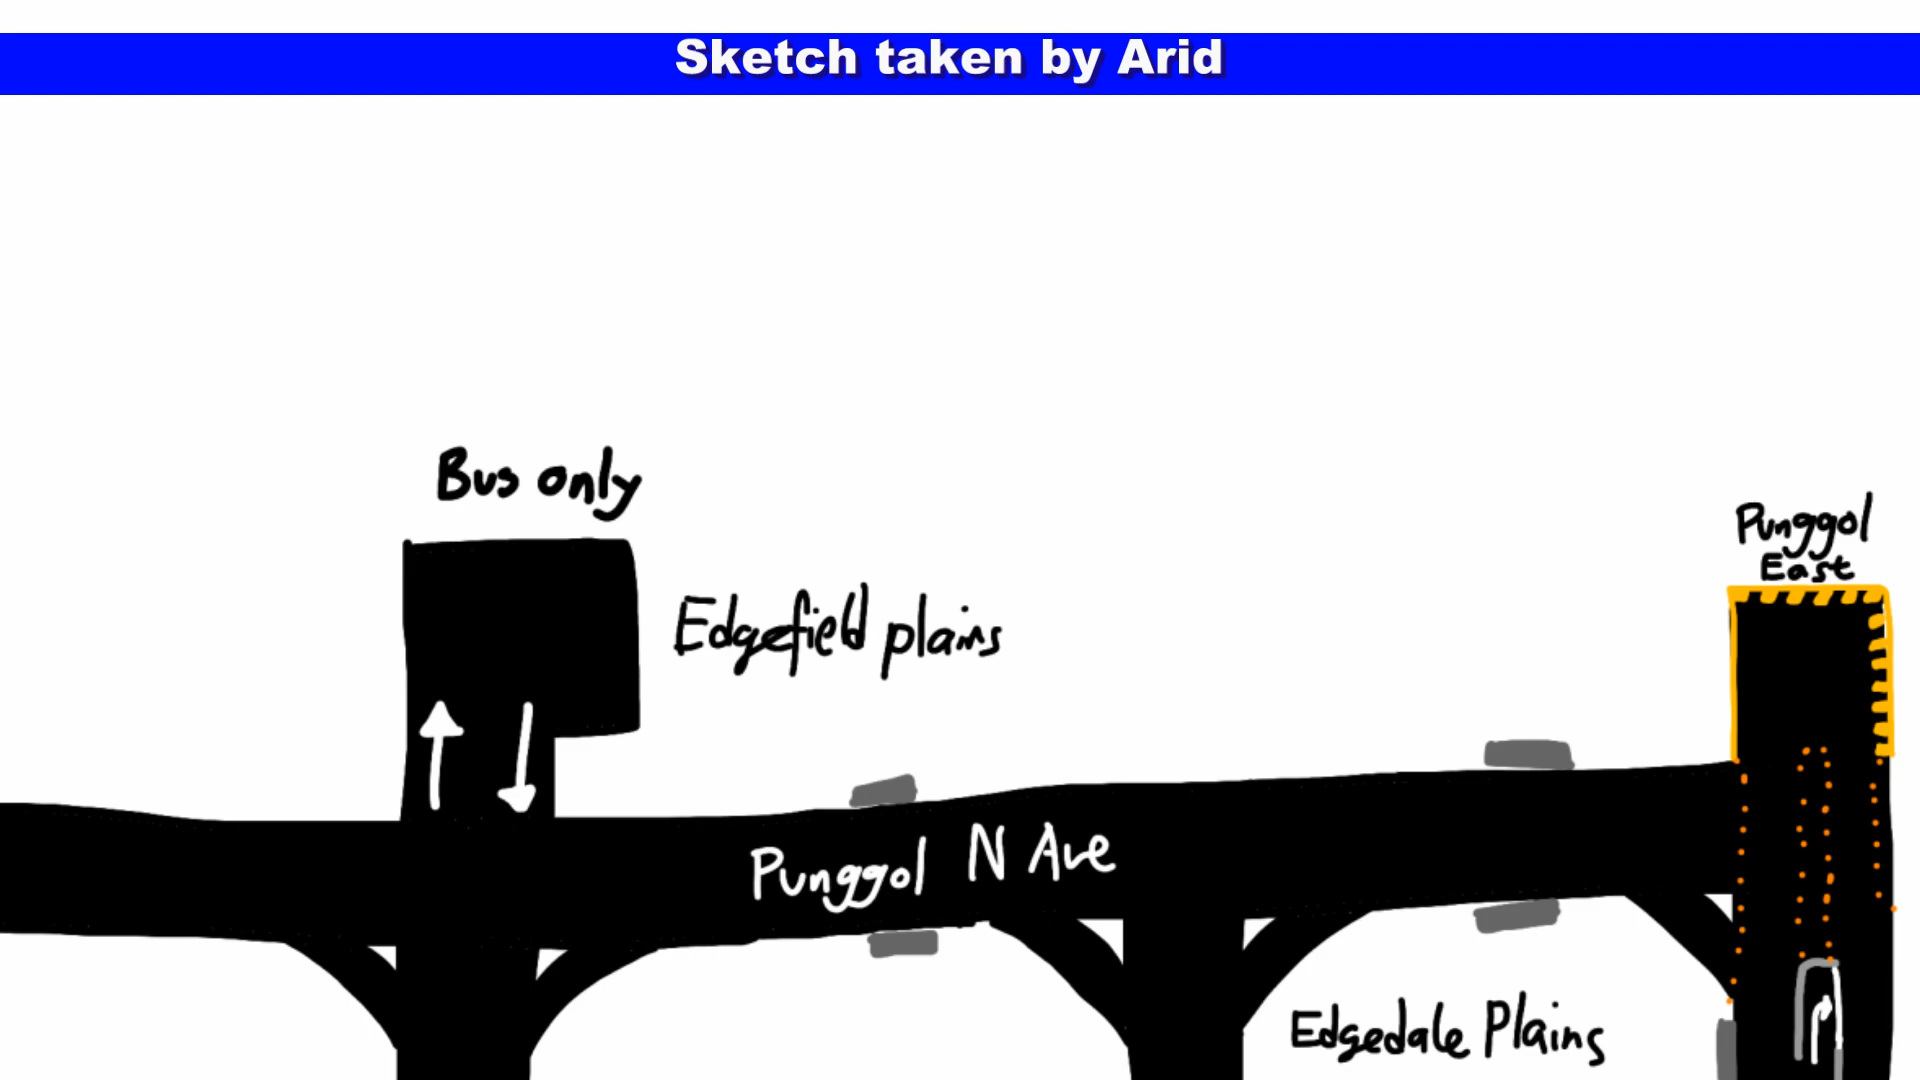 Sketch taken by Arid
Bus only
Punggol
East
Edgefield plains
Punggol N Ave
Edgedale Plains